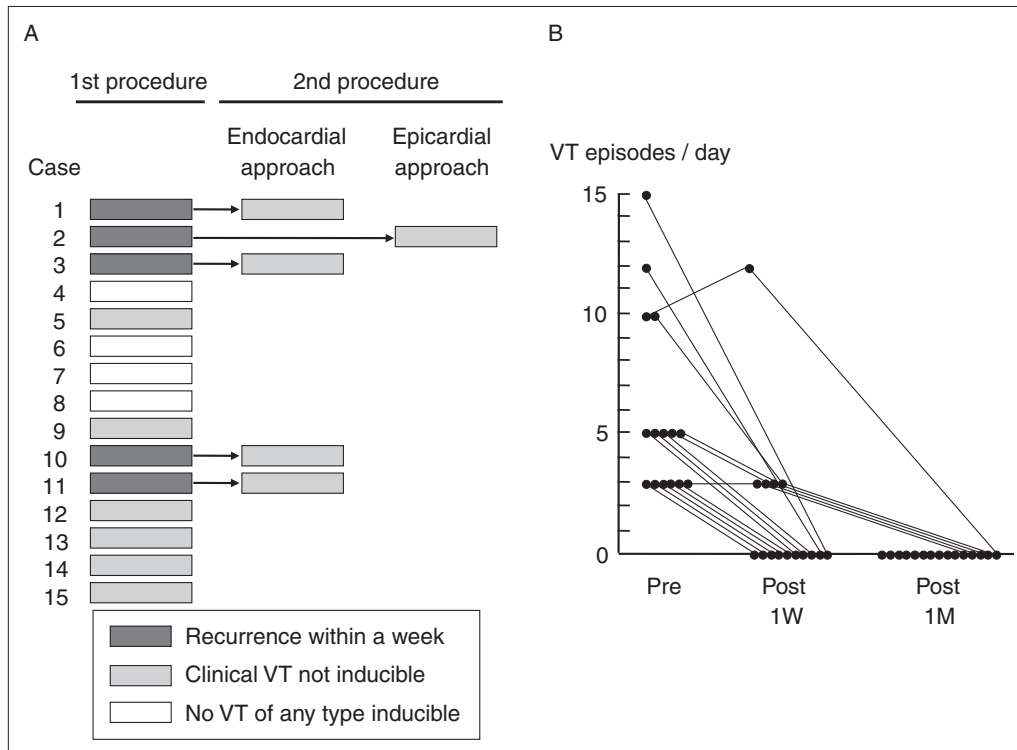 A
1st procedure
2nd procedure
Case
Endocardial
approach
Epicardial
approach
1
2
3
4
5
6
7
8
9
10
11
12
13
14
15
Recurrence within a week
Clinical VT not inducible
No VT of any type inducible
B
VT episodes / day
15
10
5
0
Pre
Post
1W
Post
1M